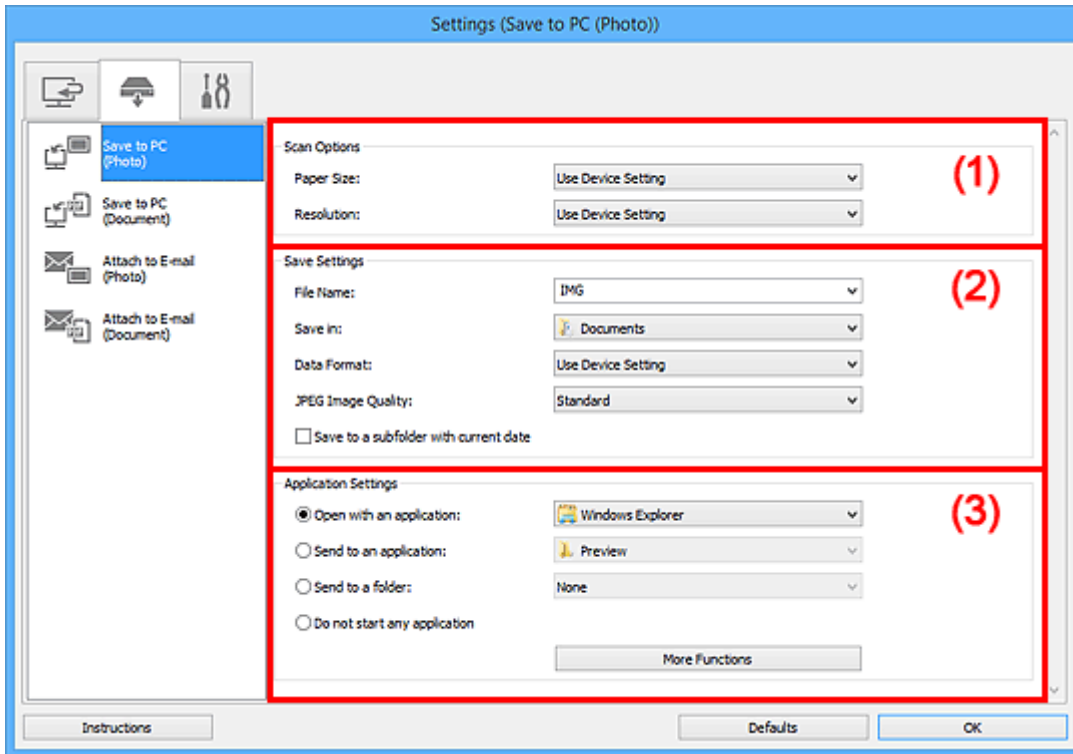 Settings (Save to PC (Photo))
Save to PC
(Photo)
Save to PC
(Document)
Attach to E-mail
(Photo)
Attach to E-mail
(Document)
Scan Options
(1)
Paper Size: Use Device Setting
Resolution: Use Device Setting
Save Settings
(2)
File Name: IMG
Save in: Documents
Data Format: Use Device Setting
JPEG Image Quality: Standard
Save to a subfolder with current date
Application Settings
(3)
Open with an application: Windows Explorer
Send to an application: Preview
Send to a folder: None
Do not start any application
More Functions
Instructions Defaults OK